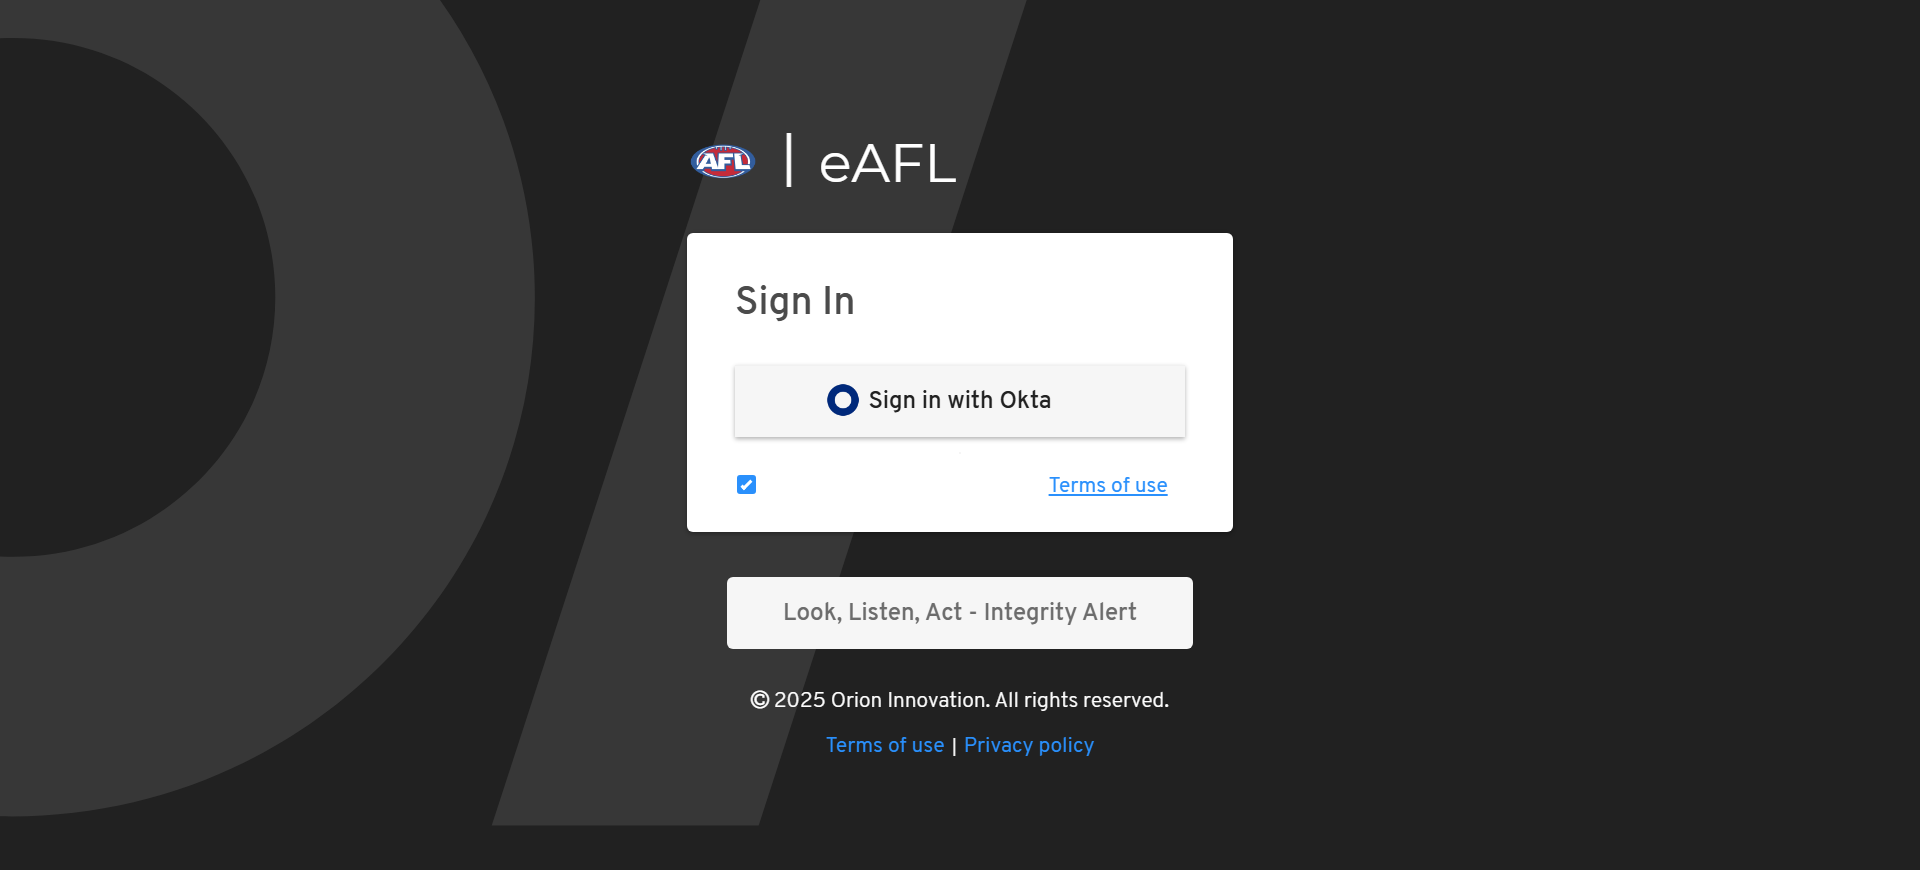 AFL | eAFL
Sign In
Sign in with Okta
Terms of use
Look, Listen, Act - Integrity Alert
© 2025 Orion Innovation. All rights reserved.
Terms of use | Privacy policy